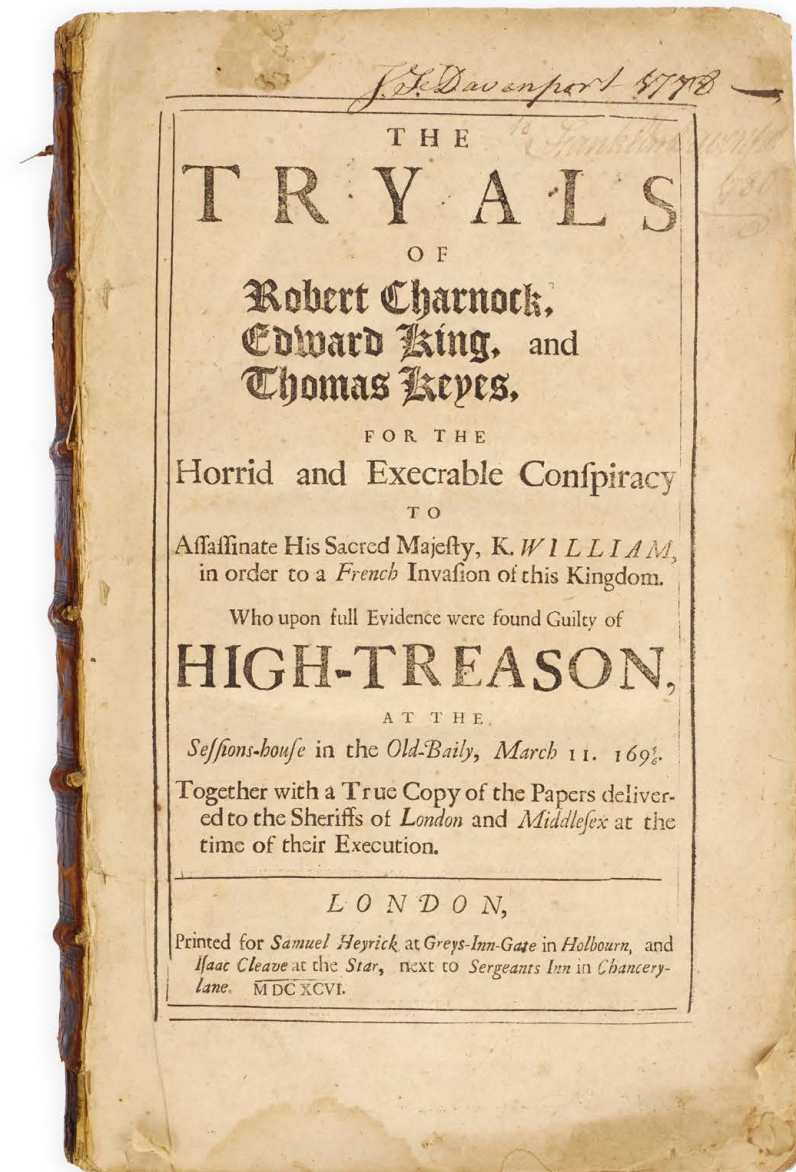 J. Fe Davenport 1778
THE
TRYALS
OF
Robert Charnock,
Edward King, and
Thomas Keyes,
FOR THE
Horrid and Execrable Conſpiracy
TO
Aſſaſſinate His Sacred Majeſty, K. WILLIAM,
in order to a French Invaſion of this Kingdom.
Who upon full Evidence were found Guilty of
HIGH-TREASON,
AT THE
Seſſions-houſe in the Old-Baily, March 11. 169⅚.
Together with a True Copy of the Papers deliver-
ed to the Sheriffs of London and Middleſex at the
time of their Execution.
LONDON,
Printed for Samuel Heyrick at Greys-Inn-Gate in Holbourn, and
Iſaac Cleave at the Star, next to Sergeants Inn in Chancery-
lane. MDCXCVI.